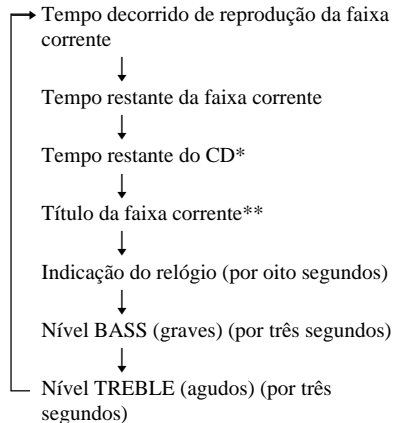 Tempo decorrido de reprodução da faixa
corrente
Tempo restante da faixa corrente
Tempo restante do CD*
Título da faixa corrente**
Indicação do relógio (por oito segundos)
Nível BASS (graves) (por três segundos)
Nível TREBLE (agudos) (por três
segundos)